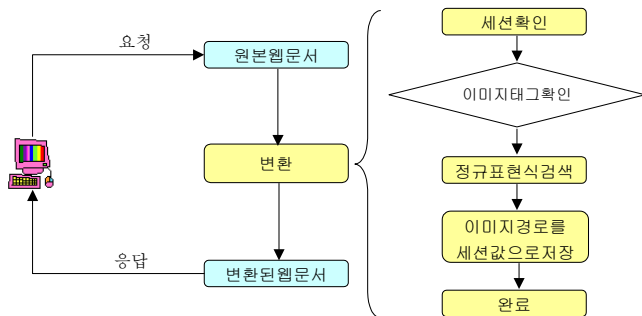 요청
원본웹문서
변환
응답
변환된웹문서
세션확인
이미지태그확인
정규표현식검색
이미지경로를
세션값으로저장
완료